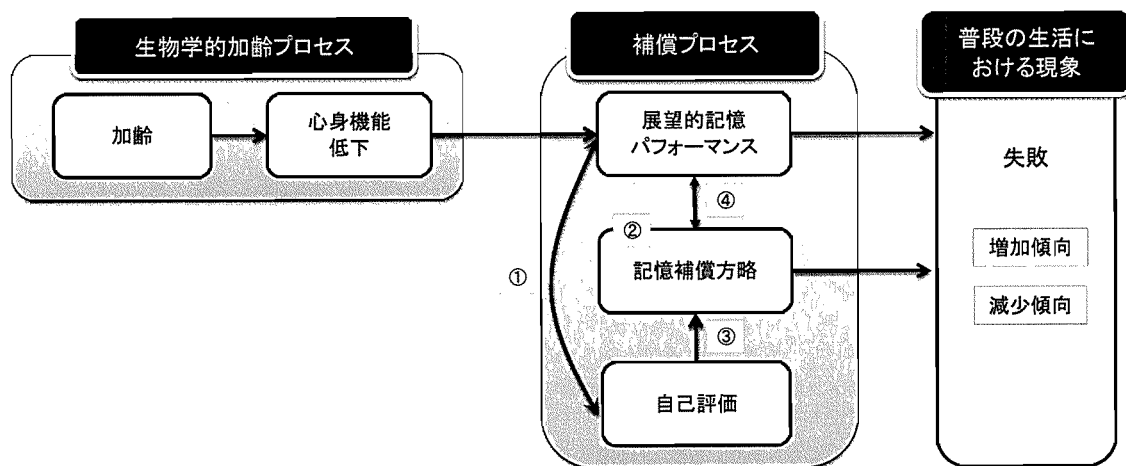 生物学的加齢プロセス
加齢
心身機能
低下
補償プロセス
展望的記憶
パフォーマンス
④
②
記憶補償方略
①
③
自己評価
普段の生活に
おける現象
失敗
増加傾向
減少傾向